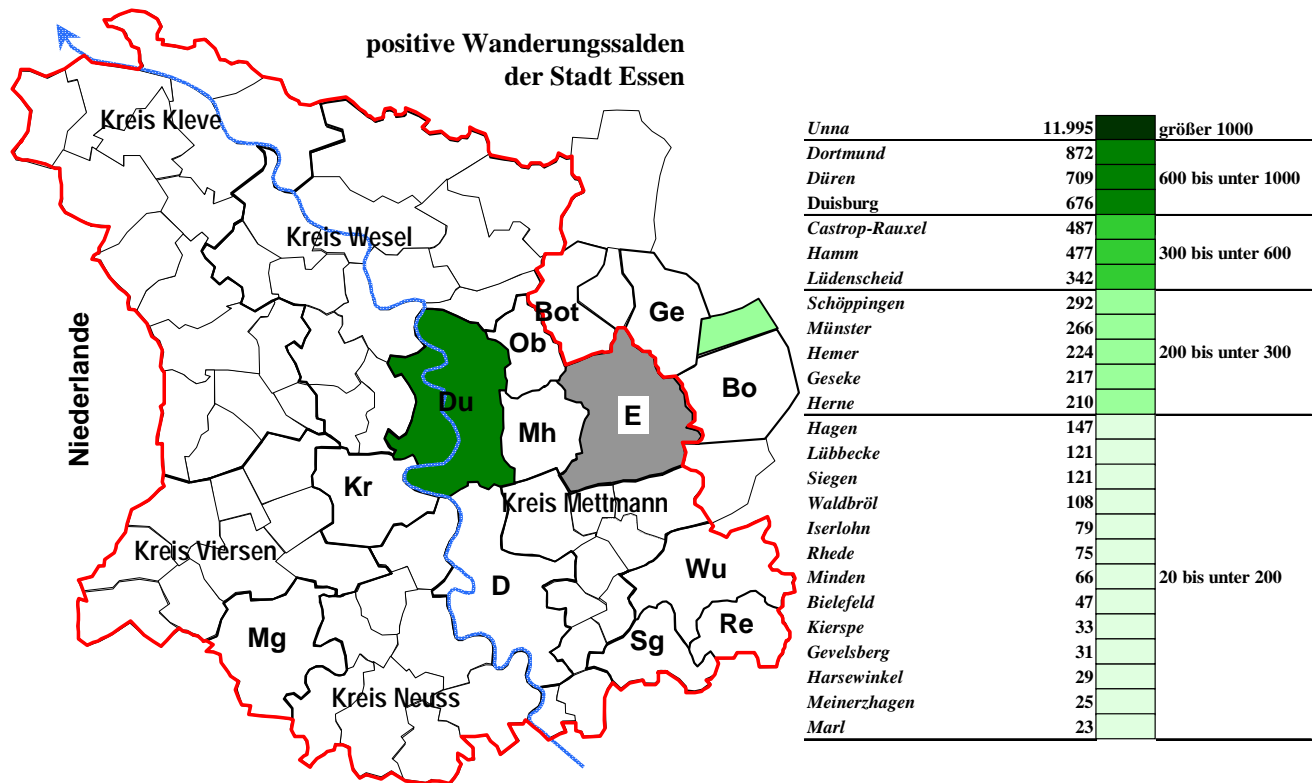 positive Wanderungssalden
der Stadt Essen
Kreis Kleve
Kreis Wesel
Niederlande
Bot
Ge
Ob
Bo
Du
Mh
E
Kr
Kreis Mettmann
Kreis Viersen
D
Wu
Mg
Sg
Re
Kreis Neuss
Unna 11.995 größer 1000
Dortmund 872
Düren 709 600 bis unter 1000
Duisburg 676
Castrop-Rauxel 487
Hamm 477 300 bis unter 600
Lüdenscheid 342
Schöppingen 292
Münster 266
Hemer 224 200 bis unter 300
Geseke 217
Herne 210
Hagen 147
Lübbecke 121
Siegen 121
Waldbröl 108
Iserlohn 79
Rhede 75
Minden 66 20 bis unter 200
Bielefeld 47
Kierspe 33
Gevelsberg 31
Harsewinkel 29
Meinerzhagen 25
Marl 23